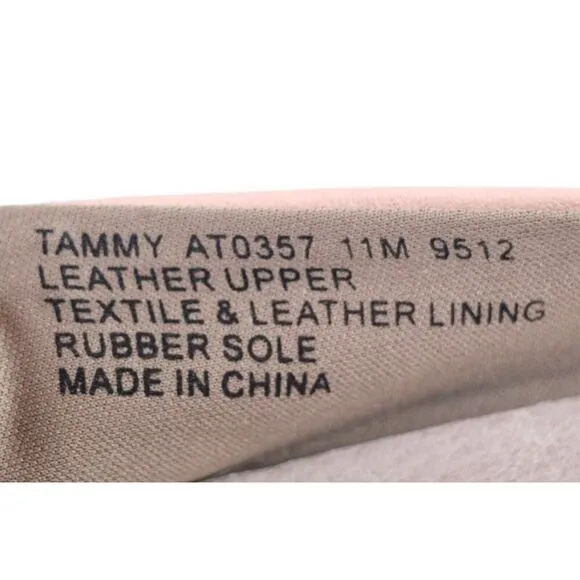 TAMMY AT0357 11M 9512
LEATHER UPPER
TEXTILE & LEATHER LINING
RUBBER SOLE
MADE IN CHINA